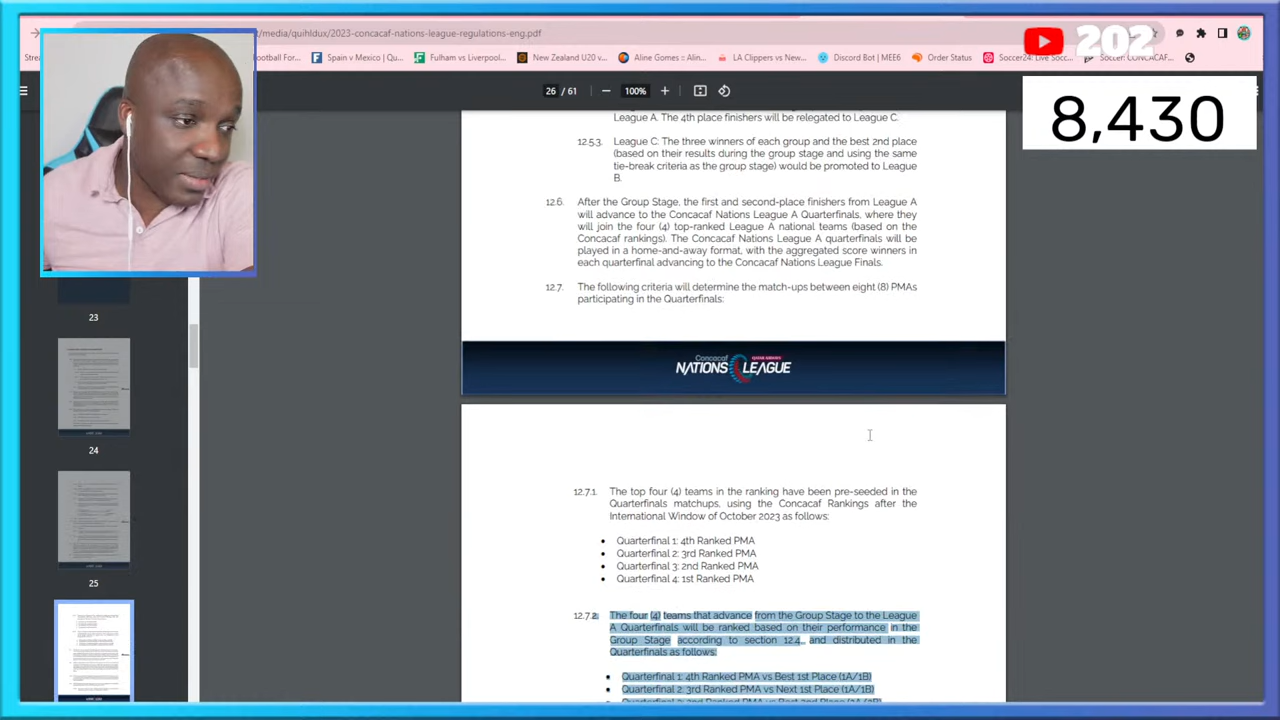 /media/quihldux/2023-concacaf-nations-league-regulations-eng.pdf
202
Football For...
Spain v Mexico | Qu...
Fulham vs Liverpool...
New Zealand U20 v...
Aline Gomes :: Alin...
LA Clippers vs New...
Discord Bot | MEE6
Order Status
Soccer24: Live Socc...
Soccer: CONCACAF...
26 / 61
100%
8,430
League A. The 4th place finishers will be relegated to League C.
12.5.3. League C: The three winners of each group and the best 2nd place
(based on their results during the group stage and using the same
tie-break criteria as the group stage) would be promoted to League
B.
12.6. After the Group Stage, the first and second-place finishers from League A
will advance to the Concacaf Nations League A Quarterfinals, where they
will join the four (4) top-ranked League A national teams (based on the
Concacaf rankings). The Concacaf Nations League A quarterfinals will be
played in a home-and-away format, with the aggregated score winners in
each quarterfinal advancing to the Concacaf Nations League Finals.
12.7. The following criteria will determine the match-ups between eight (8) PMAs
participating in the Quarterfinals:
23
Concacaf
NATIONS LEAGUE
24
12.7.1. The top four (4) teams in the ranking have been pre-seeded in the
Quarterfinals matchups, using the Concacaf Rankings after the
International Window of October 2023 as follows:
• Quarterfinal 1: 4th Ranked PMA
• Quarterfinal 2: 3rd Ranked PMA
• Quarterfinal 3: 2nd Ranked PMA
• Quarterfinal 4: 1st Ranked PMA
25
12.7.2. The four (4) teams that advance from the Group Stage to the League
A Quarterfinals will be ranked based on their performance in the
Group Stage according to section 12.4., and distributed in the
Quarterfinals as follows:
• Quarterfinal 1: 4th Ranked PMA vs Best 1st Place (1A/1B)
• Quarterfinal 2: 3rd Ranked PMA vs Next 1st Place (1A/1B)
• Quarterfinal 3: 2nd Ranked PMA vs Best 2nd Place (2A/2B)